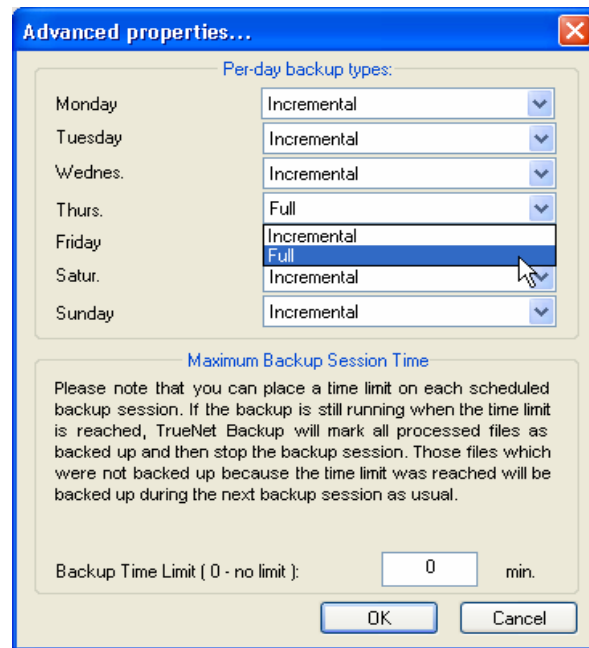 Advanced properties...
Per-day backup types:
Monday Incremental
Tuesday Incremental
Wednes. Incremental
Thurs. Full
Friday Incremental
Full
Satur. Incremental
Sunday Incremental
Maximum Backup Session Time
Please note that you can place a time limit on each scheduled
backup session. If the backup is still running when the time limit
is reached, TrueNet Backup will mark all processed files as
backed up and then stop the backup session. Those files which
were not backed up because the time limit was reached will be
backed up during the next backup session as usual.
Backup Time Limit ( 0 - no limit ): 0 min.
OK Cancel